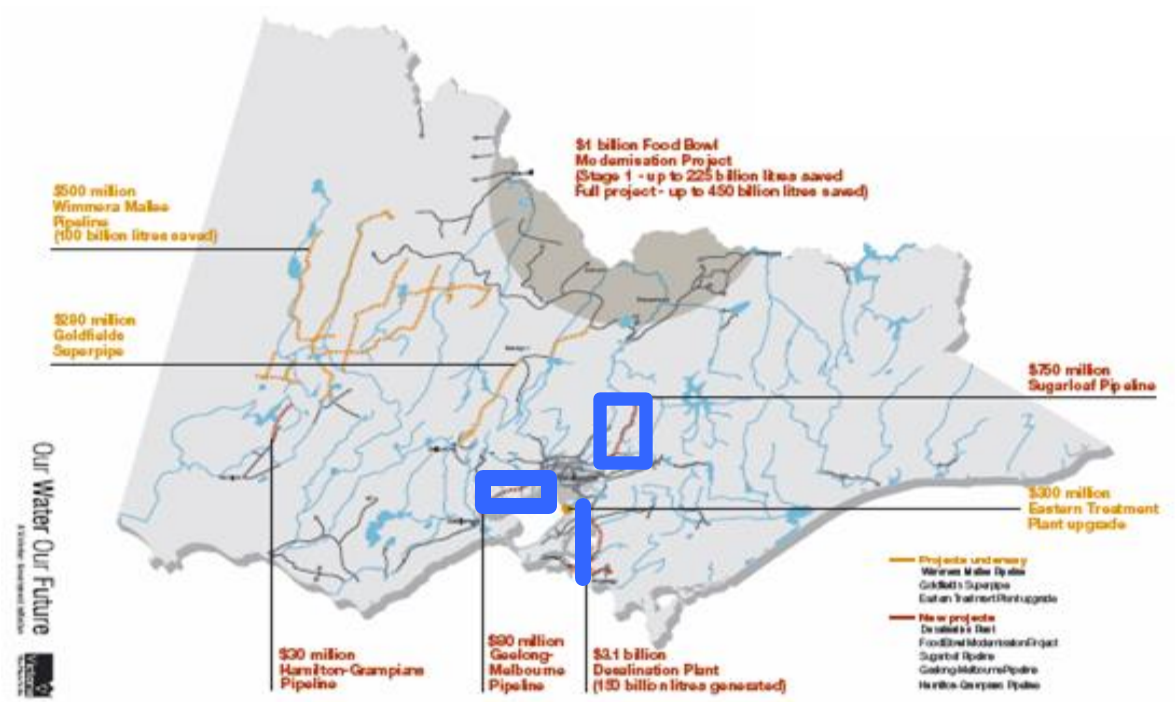 $1 billion Food Bowl
Modernisation Project
(Stage 1 - up to 225 billion litres saved
Full project - up to 450 billion litres saved)
$500 million
Wimmera Mallee
Pipeline
(100 billion litres saved)
$280 million
Goldfields
Superpipe
$750 million
Sugarloaf Pipeline
$300 million
Eastern Treatment
Plant upgrade
Our Water Our Future
A Victorian Government initiative
Projects underway
Wimmera Mallee Pipeline
Goldfields Superpipe
Eastern Treatment Plant upgrade
New projects
Desalination Plant
Food Bowl Modernisation Project
Sugarloaf Pipeline
Geelong-Melbourne Pipeline
Hamilton-Grampians Pipeline
$30 million
Hamilton-Grampians
Pipeline
$80 million
Geelong-
Melbourne
Pipeline
$3.1 billion
Desalination Plant
(150 billion litres generated)